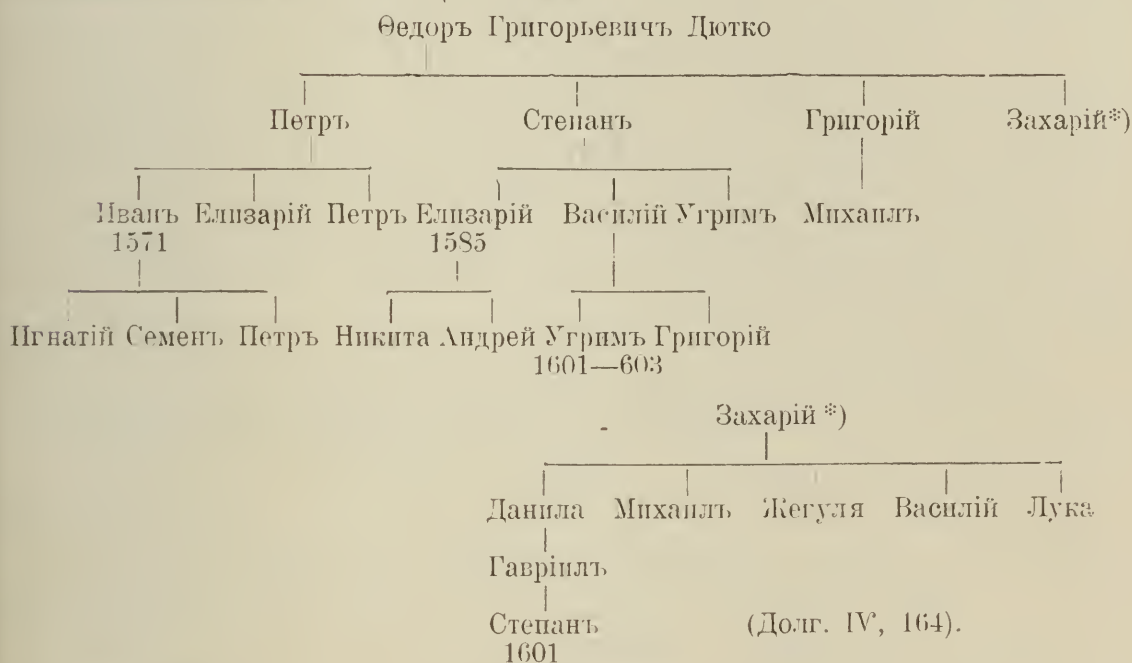 Ѳедоръ Григорьевичъ Дютко
Петръ Степанъ Григорій Захарій*)
Иванъ Елизарій Петръ Елизарій Василій Угримъ Михаилъ
1571 1585
Игнатій Семенъ Петръ Никита Андрей Угримъ Григорій
1601—603
Захарій *)
Данила Михаилъ Жегуля Василій Лука
Гавріилъ
Степанъ (Долг. IV, 164).
1601